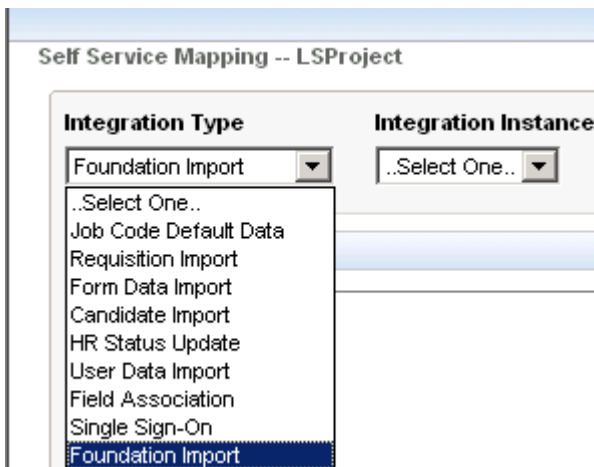 Self Service Mapping -- LSProject
Integration Type
Integration Instance
Foundation Import
..Select One..
..Select One..
Job Code Default Data
Requisition Import
Form Data Import
Candidate Import
HR Status Update
User Data Import
Field Association
Single Sign-On
Foundation Import